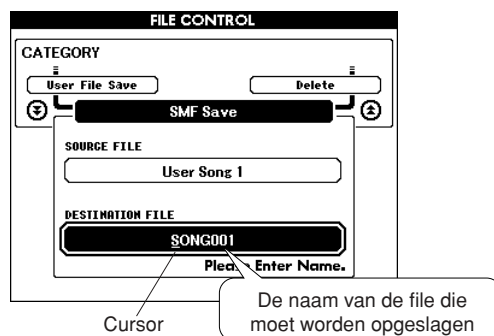 FILE CONTROL
CATEGORY
User File Save
Delete
SMF Save
SOURCE FILE
User Song 1
DESTINATION FILE
SONG001
Please Enter Name.
Cursor
De naam van de file die
moet worden opgeslagen